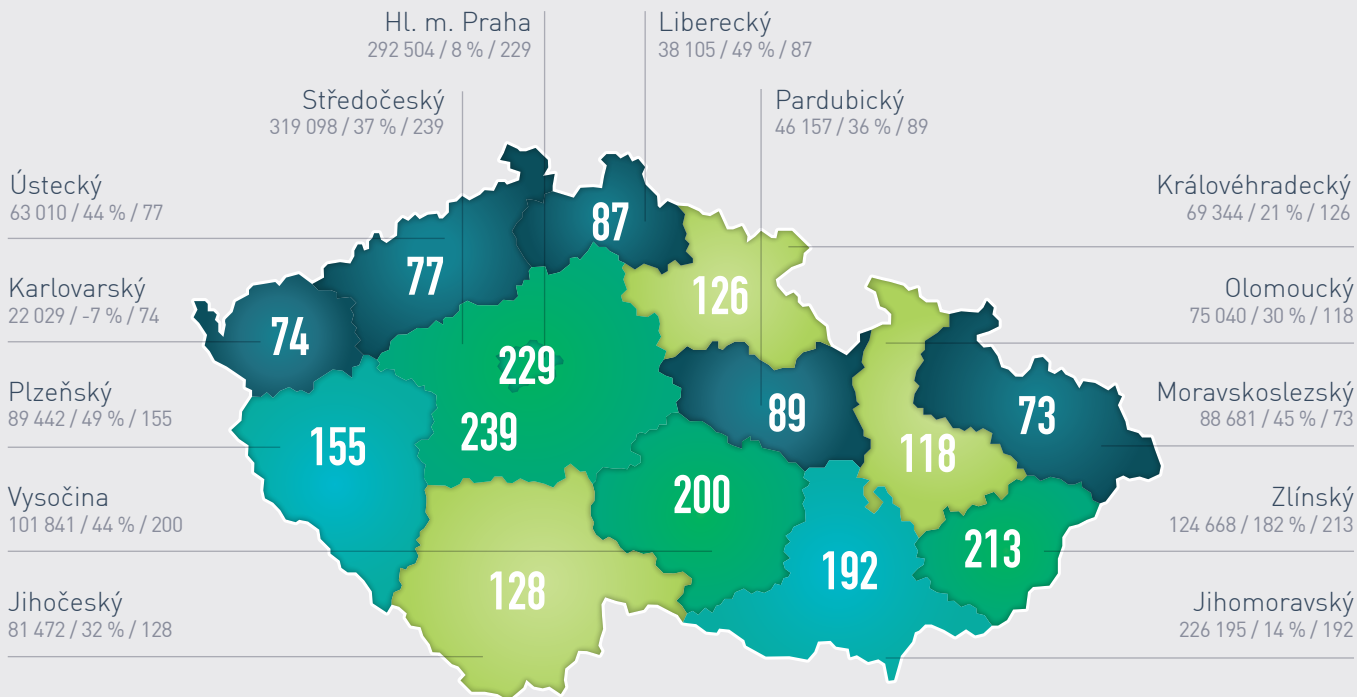 Hl. m. Praha
292 504 / 8 % / 229
Liberecký
38 105 / 49 % / 87
Středočeský
319 098 / 37 % / 239
Pardubický
46 157 / 36 % / 89
Ústecký
63 010 / 44 % / 77
Královéhradecký
69 344 / 21 % / 126
Karlovarský
22 029 / -7 % / 74
Olomoucký
75 040 / 30 % / 118
Plzeňský
89 442 / 49 % / 155
Moravskoslezský
88 681 / 45 % / 73
Vysočina
101 841 / 44 % / 200
Zlínský
124 668 / 182 % / 213
Jihočeský
81 472 / 32 % / 128
Jihomoravský
226 195 / 14 % / 192
87
77
126
74
229
89
73
239
155
118
200
213
192
128